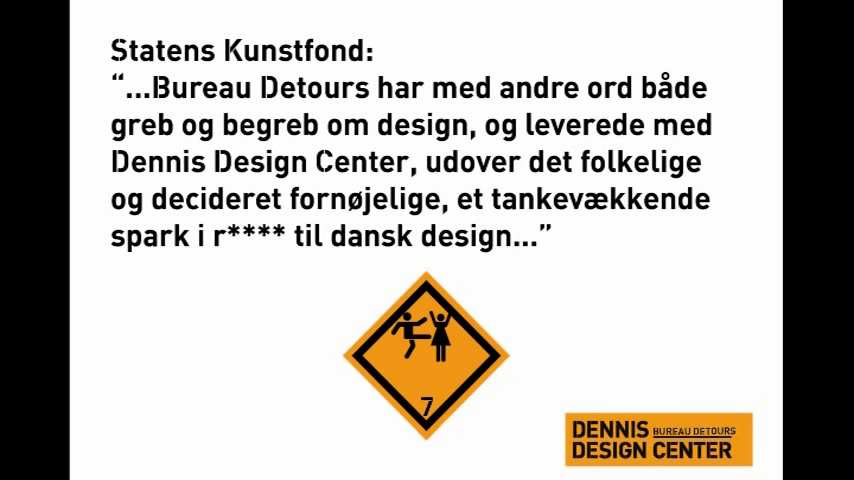 Statens Kunstfond:
“...Bureau Detours har med andre ord både
greb og begreb om design, og leverede med
Dennis Design Center, udover det folkelige
og decideret fornøjelige, et tankevækkende
spark i r**** til dansk design...”
7
DENNIS BUREAU DETOURS
DESIGN CENTER